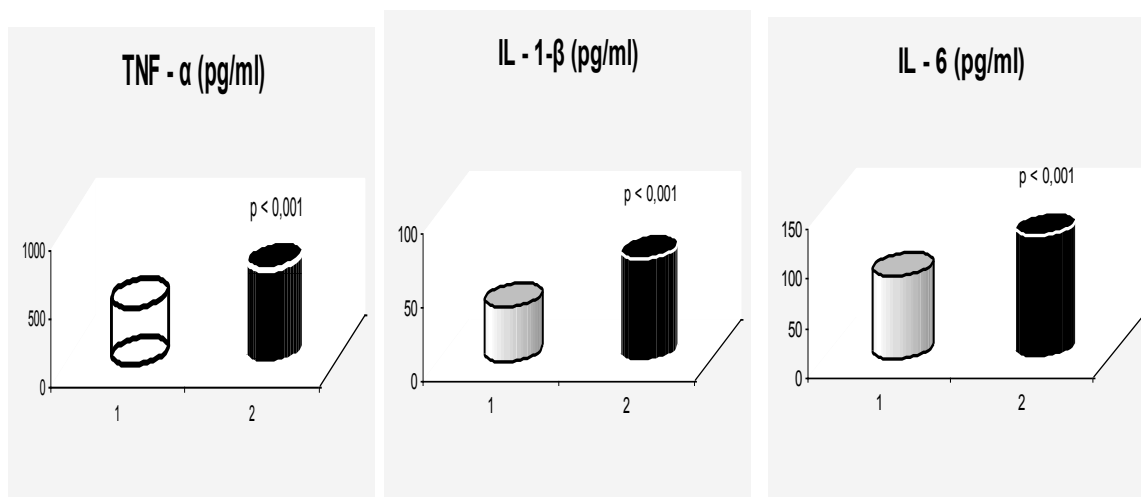 TNF - α (pg/ml)
p < 0,001
1000
500
0
1
2
IL - 1-β (pg/ml)
p < 0,001
100
50
0
1
2
IL - 6 (pg/ml)
p < 0,001
150
100
50
0
1
2